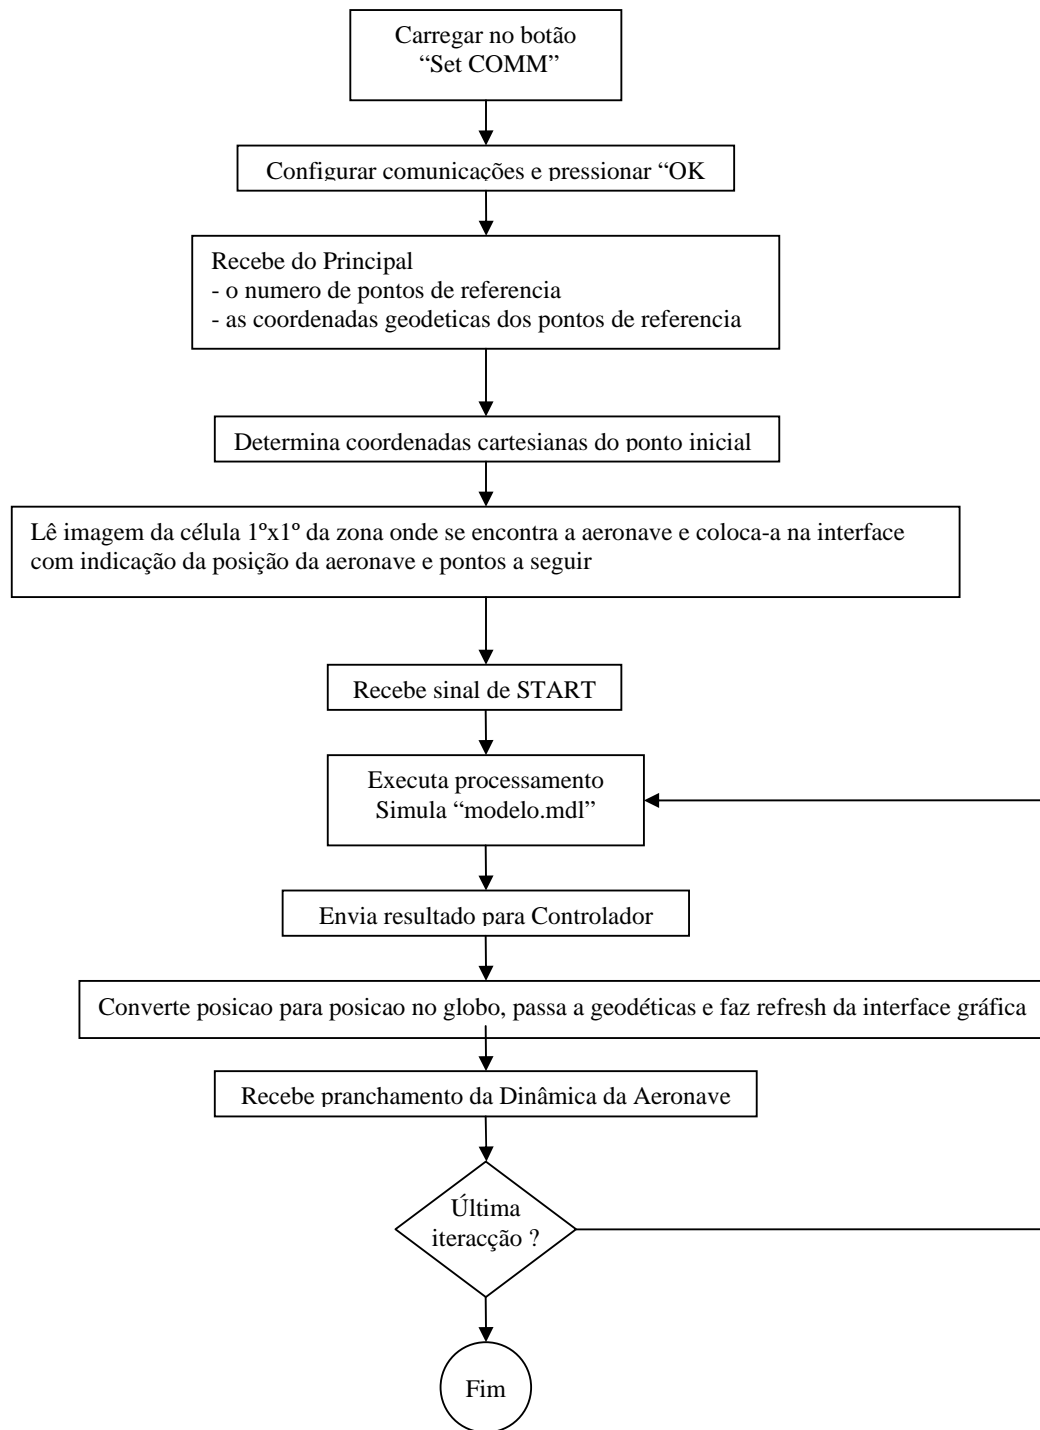 Carregar no botão
“Set COMM”
Configurar comunicações e pressionar “OK
Recebe do Principal
- o numero de pontos de referencia
- as coordenadas geodeticas dos pontos de referencia
Determina coordenadas cartesianas do ponto inicial
Lê imagem da célula 1ºx1º da zona onde se encontra a aeronave e coloca-a na interface
com indicação da posição da aeronave e pontos a seguir
Recebe sinal de START
Executa processamento
Simula “modelo.mdl”
Envia resultado para Controlador
Converte posicao para posicao no globo, passa a geodéticas e faz refresh da interface gráfica
Recebe pranchamento da Dinâmica da Aeronave
Última
iteracção ?
Fim